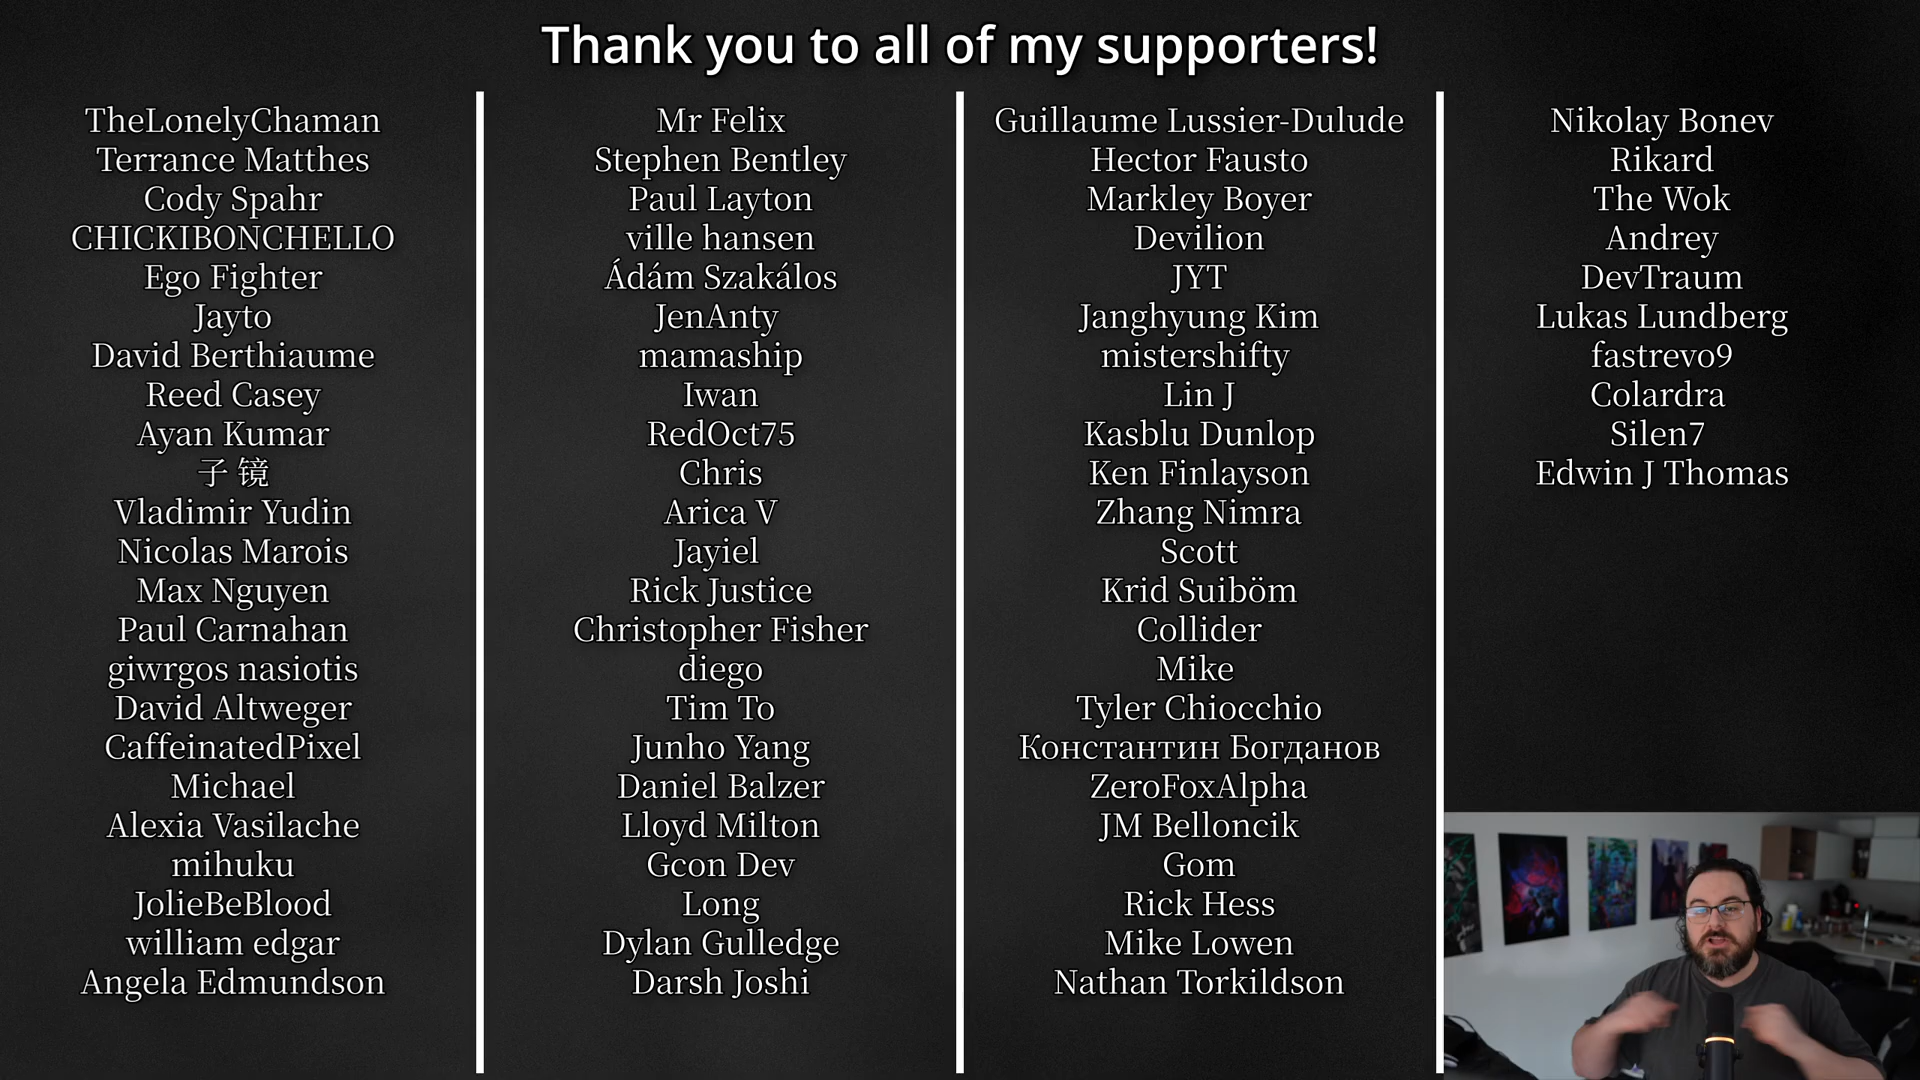 Thank you to all of my supporters!
TheLonelyChaman
Terrance Matthes
Cody Spahr
CHICKIBONCHELLO
Ego Fighter
Jayto
David Berthiaume
Reed Casey
Ayan Kumar
子 镜
Vladimir Yudin
Nicolas Marois
Max Nguyen
Paul Carnahan
giwrgos nasiotis
David Altweger
CaffeinatedPixel
Michael
Alexia Vasilache
mihuku
JolieBeBlood
william edgar
Angela Edmundson
Mr Felix
Stephen Bentley
Paul Layton
ville hansen
Ádám Szakálos
JenAnty
mamaship
Iwan
RedOct75
Chris
Arica V
Jayiel
Rick Justice
Christopher Fisher
diego
Tim To
Junho Yang
Daniel Balzer
Lloyd Milton
Gcon Dev
Long
Dylan Gulledge
Darsh Joshi
Guillaume Lussier-Dulude
Hector Fausto
Markley Boyer
Devilion
JYT
Janghyung Kim
mistershifty
Lin J
Kasblu Dunlop
Ken Finlayson
Zhang Nimra
Scott
Krid Suiböm
Collider
Mike
Tyler Chiocchio
Константин Богданов
ZeroFoxAlpha
JM Belloncik
Gom
Rick Hess
Mike Lowen
Nathan Torkildson
Nikolay Bonev
Rikard
The Wok
Andrey
DevTraum
Lukas Lundberg
fastrevo9
Colardra
Silen7
Edwin J Thomas